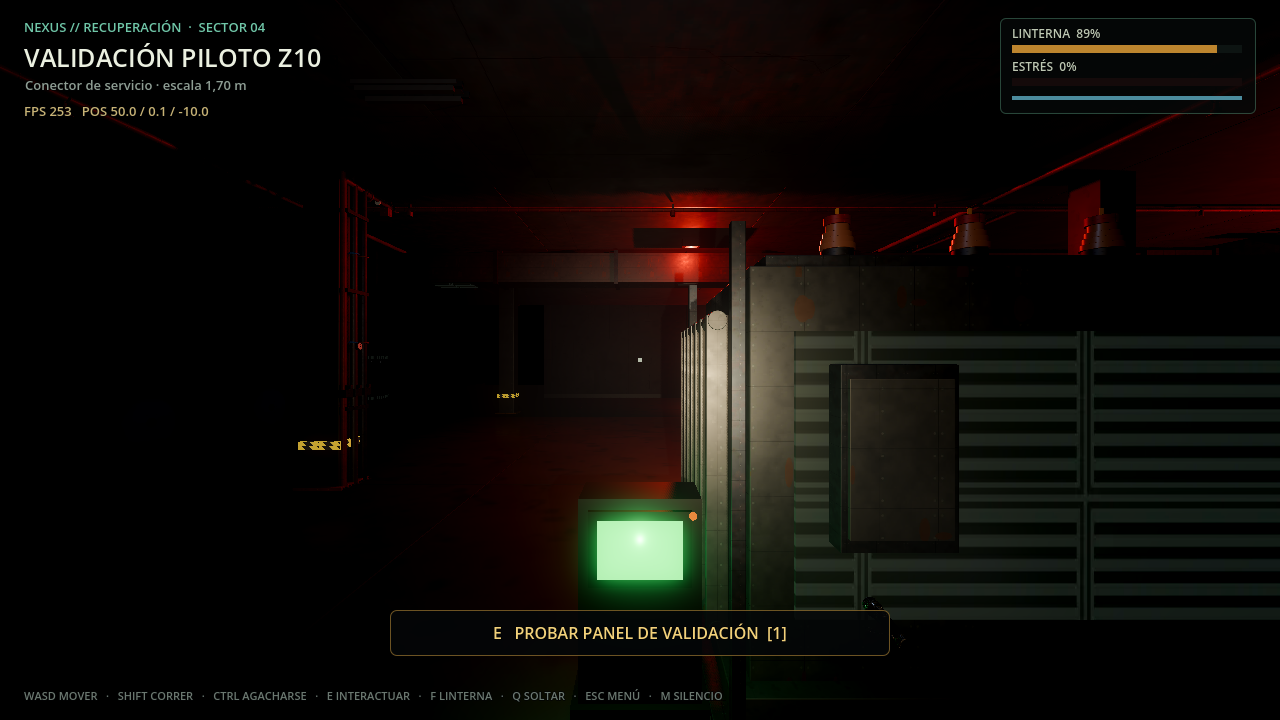 NEXUS // RECUPERACIÓN · SECTOR 04
VALIDACIÓN PILOTO Z10
Conector de servicio · escala 1,70 m
FPS 253 POS 50.0 / 0.1 / -10.0
LINTERNA 89%
ESTRÉS 0%
E PROBAR PANEL DE VALIDACIÓN [1]
WASD MOVER · SHIFT CORRER · CTRL AGACHARSE · E INTERACTUAR · F LINTERNA · Q SOLTAR · ESC MENÚ · M SILENCIO